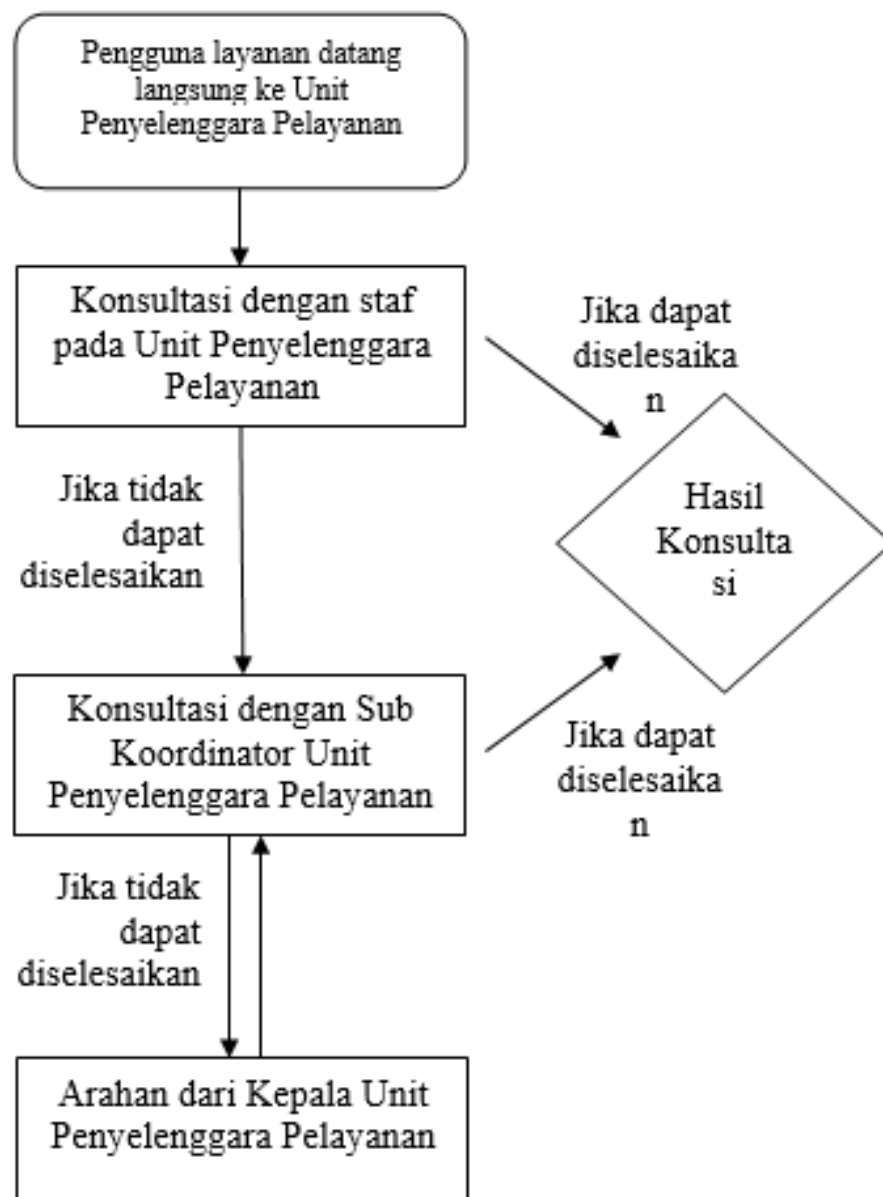 Pengguna layanan datang
langsung ke Unit
Penyelenggara Pelayanan
Konsultasi dengan staf
pada Unit Penyelenggara
Pelayanan
Jika dapat
diselesaika
n
Hasil
Konsulta
si
Jika tidak
dapat
diselesaikan
Konsultasi dengan Sub
Koordinator Unit
Penyelenggara Pelayanan
Jika dapat
diselesaika
n
Jika tidak
dapat
diselesaikan
Arahan dari Kepala Unit
Penyelenggara Pelayanan